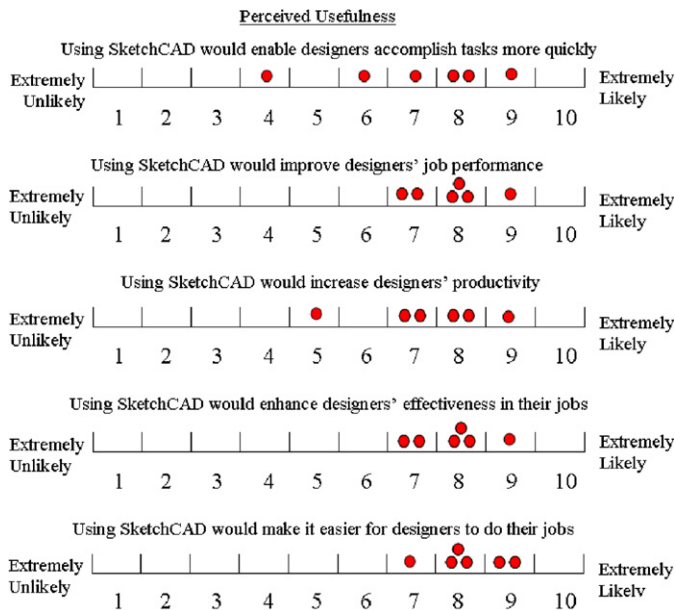 Perceived Usefulness
Using SketchCAD would enable designers accomplish tasks more quickly
Extremely Unlikely
1 2 3 4 5 6 7 8 9 10
Extremely Likely
Using SketchCAD would improve designers’ job performance
Extremely Unlikely
1 2 3 4 5 6 7 8 9 10
Extremely Likely
Using SketchCAD would increase designers’ productivity
Extremely Unlikely
1 2 3 4 5 6 7 8 9 10
Extremely Likely
Using SketchCAD would enhance designers’ effectiveness in their jobs
Extremely Unlikely
1 2 3 4 5 6 7 8 9 10
Extremely Likely
Using SketchCAD would make it easier for designers to do their jobs
Extremely Unlikely
1 2 3 4 5 6 7 8 9 10
Extremely Likely